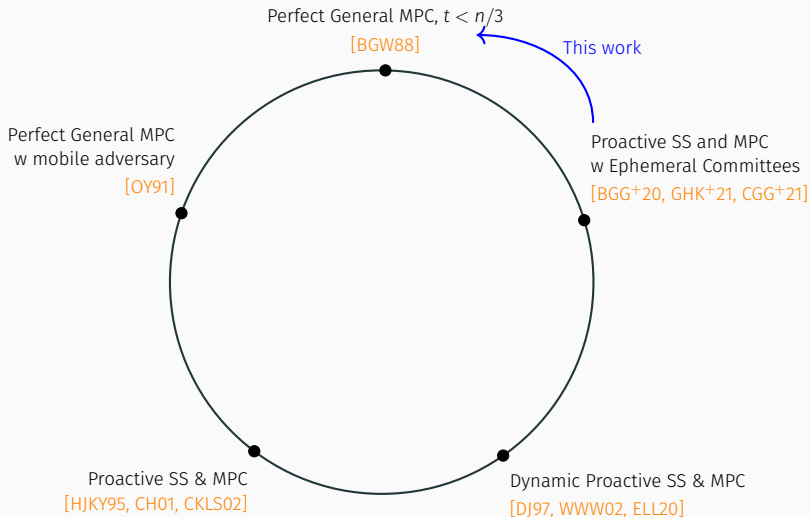 Perfect General MPC, t < n/3
[BGW88]
This work
Perfect General MPC
w mobile adversary
[OY91]
Proactive SS and MPC
w Ephemeral Committees
[BGG+20, GHK+21, CGG+21]
Proactive SS & MPC
[HJKY95, CH01, CKLS02]
Dynamic Proactive SS & MPC
[DJ97, WWW02, ELL20]